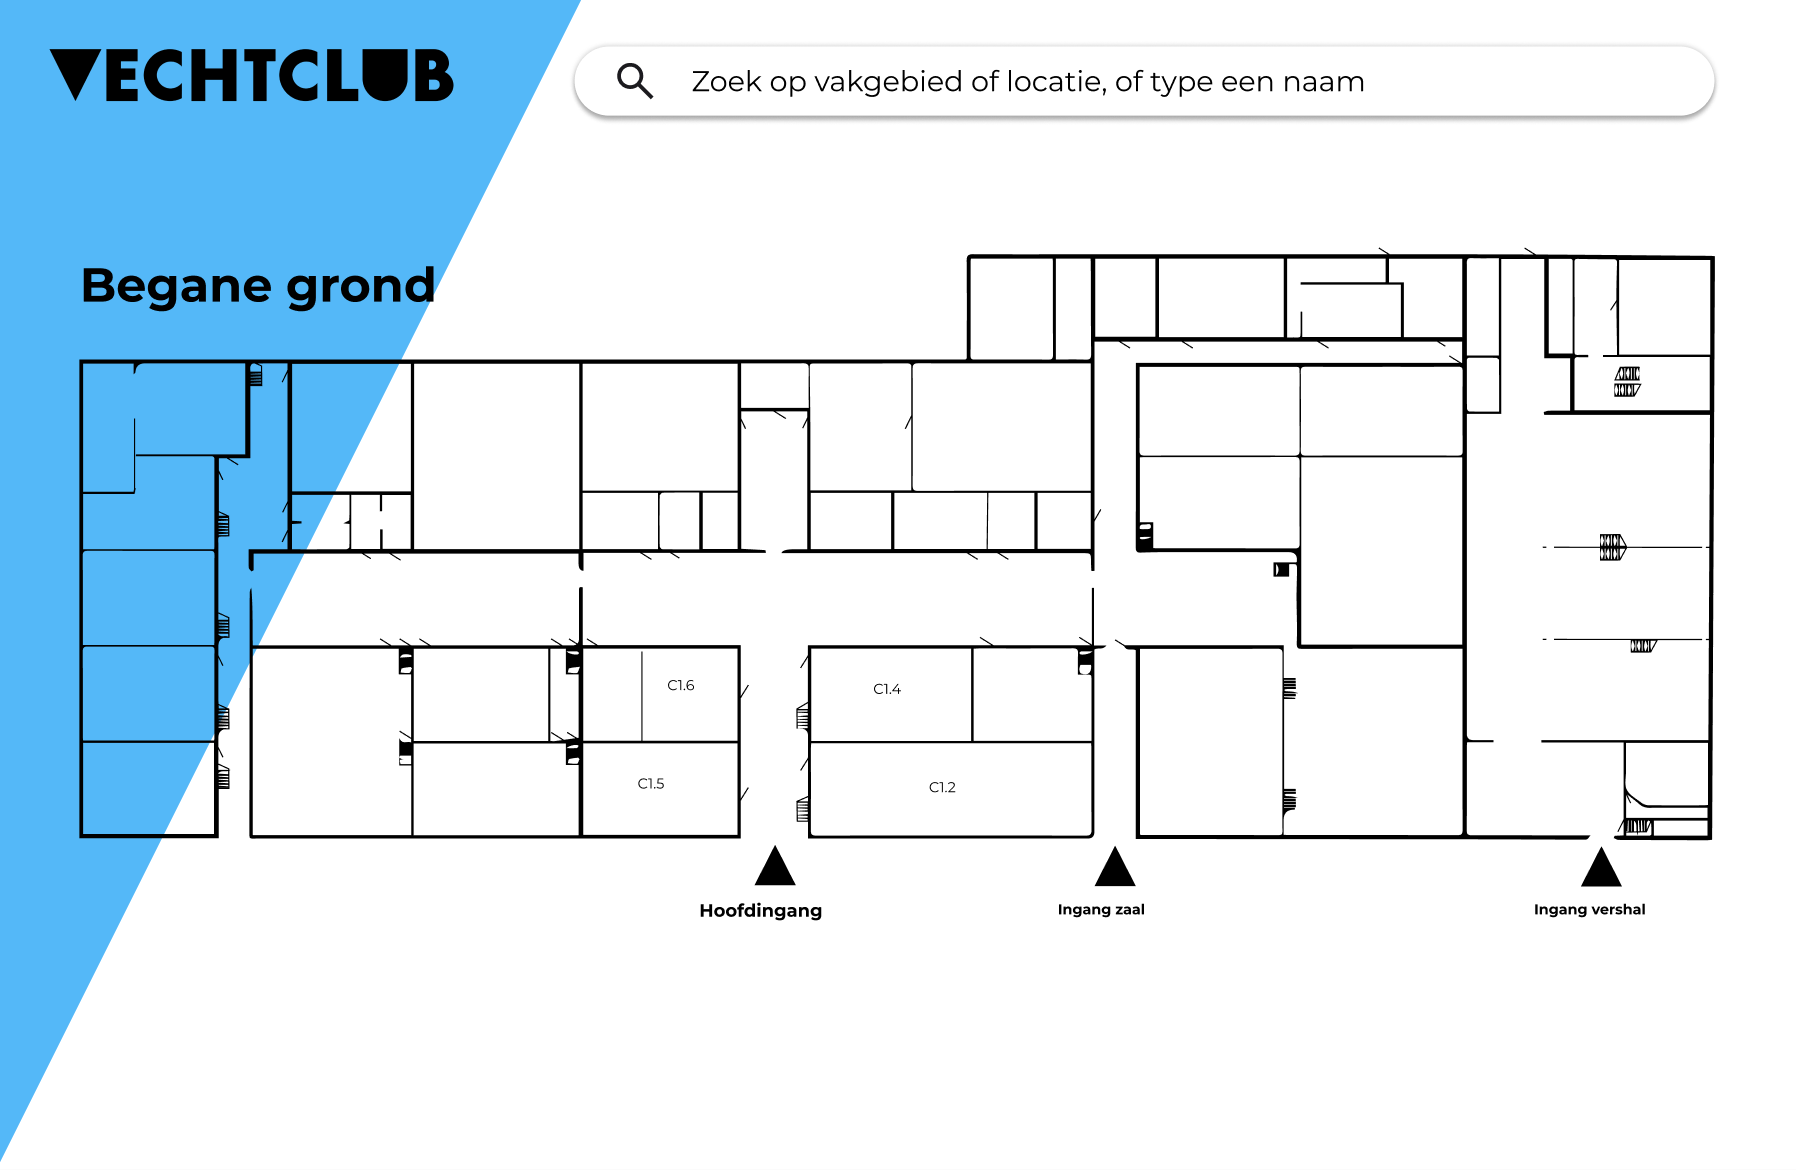 VECHTCLUB
Zoek op vakgebied of locatie, of type een naam
Begane grond
C1.6
C1.4
C1.5
C1.2
Hoofdingang
Ingang zaal
Ingang vershal